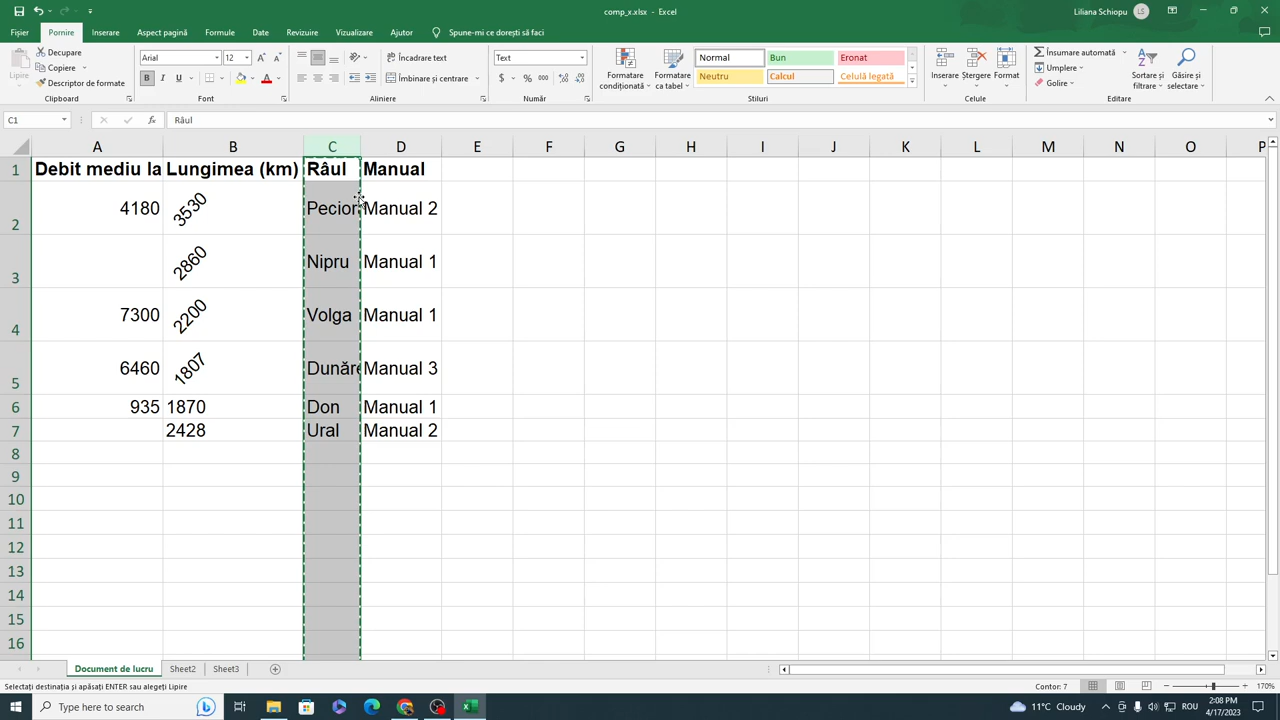 comp_x.xlsx - Excel
Liliana Schiopu LS
Fișier Pornire Inserare Aspect pagină Formule Date Revizuire Vizualizare Ajutor Spune-mi ce dorești să faci
Lipire
Decupare
Copiere
Descriptor de formate
Clipboard
Arial 12
B I U
Font
Încadrare text
Îmbinare și centrare
Aliniere
Text
$ % 000
Număr
Formatare condiționată
Formatare ca tabel
Normal Bun Eronat
Neutru Calcul Celulă legată
Stiluri
Inserare Ștergere Format
Celule
Însumare automată
Umplere
Golire
Sortare și filtrare
Găsire și selectare
Editare
C1 fx Râul
A B C D E F G H I J K L M N O P
1 Debit mediu la Lungimea (km) Râul Manual
2 4180 3530 Pecior Manual 2
3 2860 Nipru Manual 1
4 7300 2200 Volga Manual 1
5 6460 1807 Dunăre Manual 3
6 935 1870 Don Manual 1
7 2428 Ural Manual 2
8
9
10
11
12
13
14
15
16
Document de lucru Sheet2 Sheet3
Selectați destinația și apăsați ENTER sau alegeți Lipire
Contor: 7
170%
Type here to search
11°C Cloudy
ROU
2:08 PM
4/17/2023